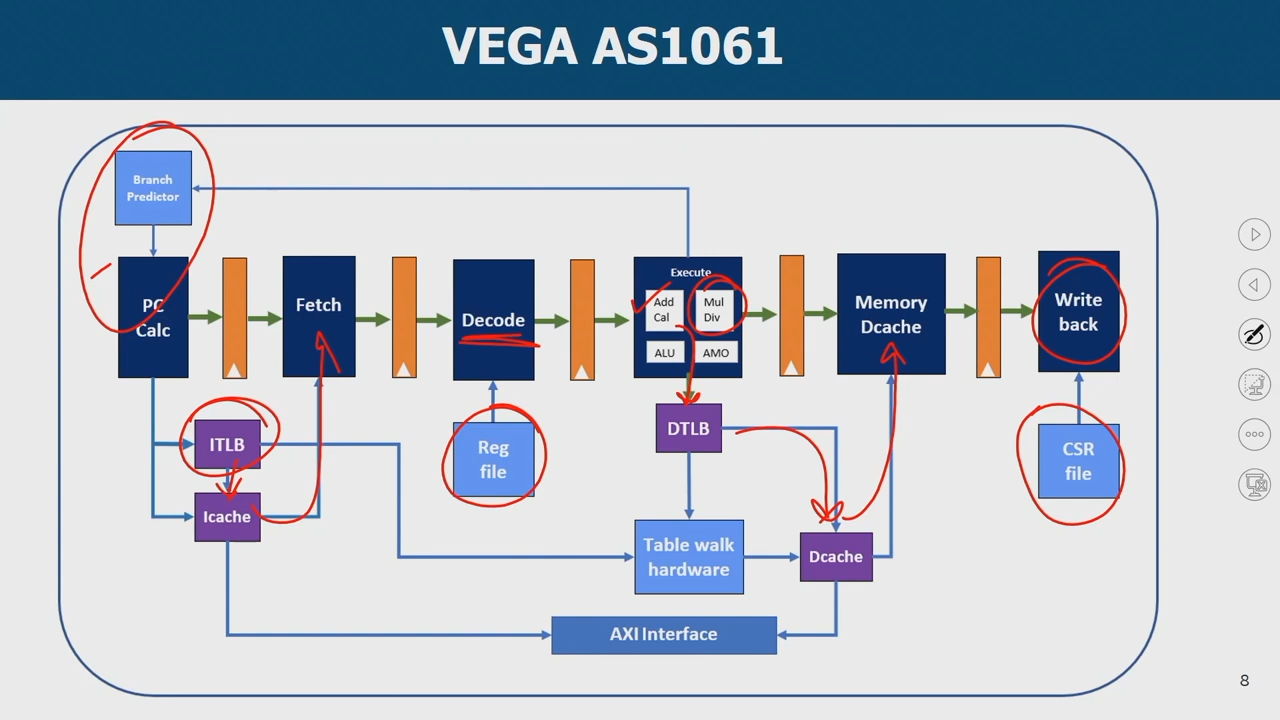 VEGA AS1061
Branch
Predictor
PC
Calc
Fetch
Decode
Execute
Add
Cal
Mul
Div
ALU
AMO
Memory
Dcache
Write
back
ITLB
Icache
Reg
file
DTLB
CSR
file
Table walk
hardware
Dcache
AXI Interface
8